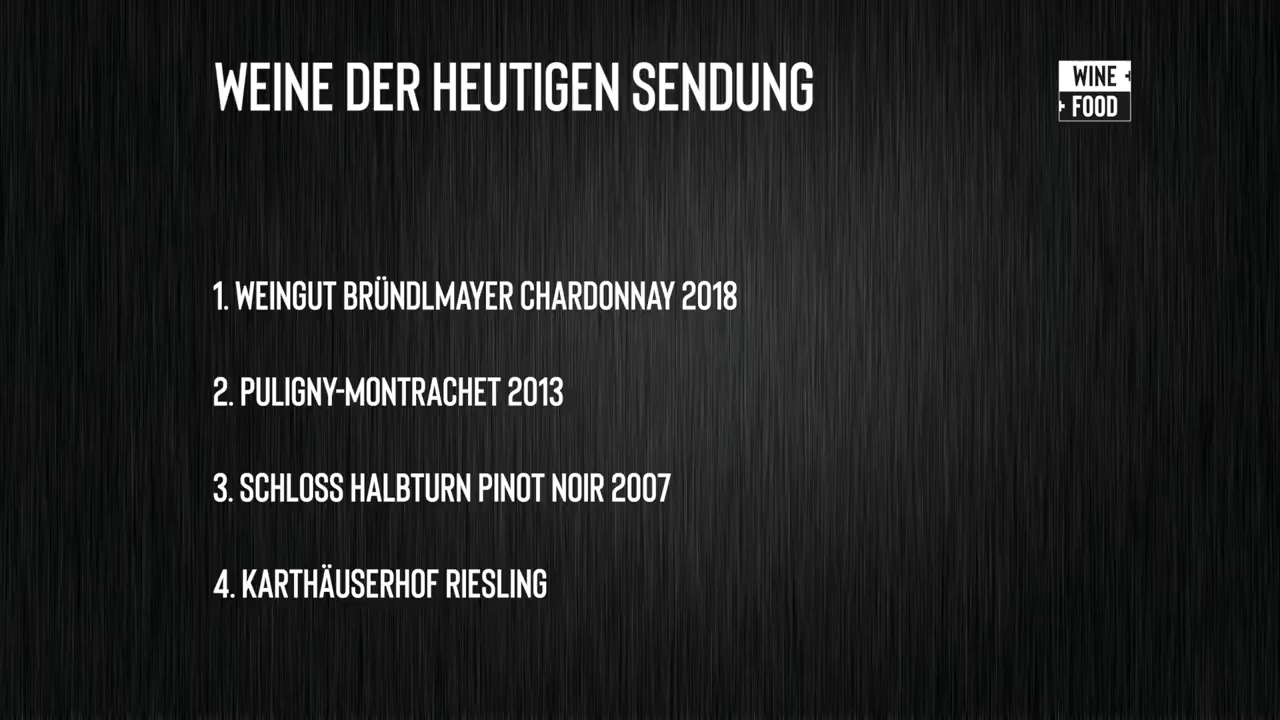 WEINE DER HEUTIGEN SENDUNG
WINE +
+ FOOD
1. WEINGUT BRÜNDLMAYER CHARDONNAY 2018
2. PULIGNY-MONTRACHET 2013
3. SCHLOSS HALBTURN PINOT NOIR 2007
4. KARTHÄUSERHOF RIESLING